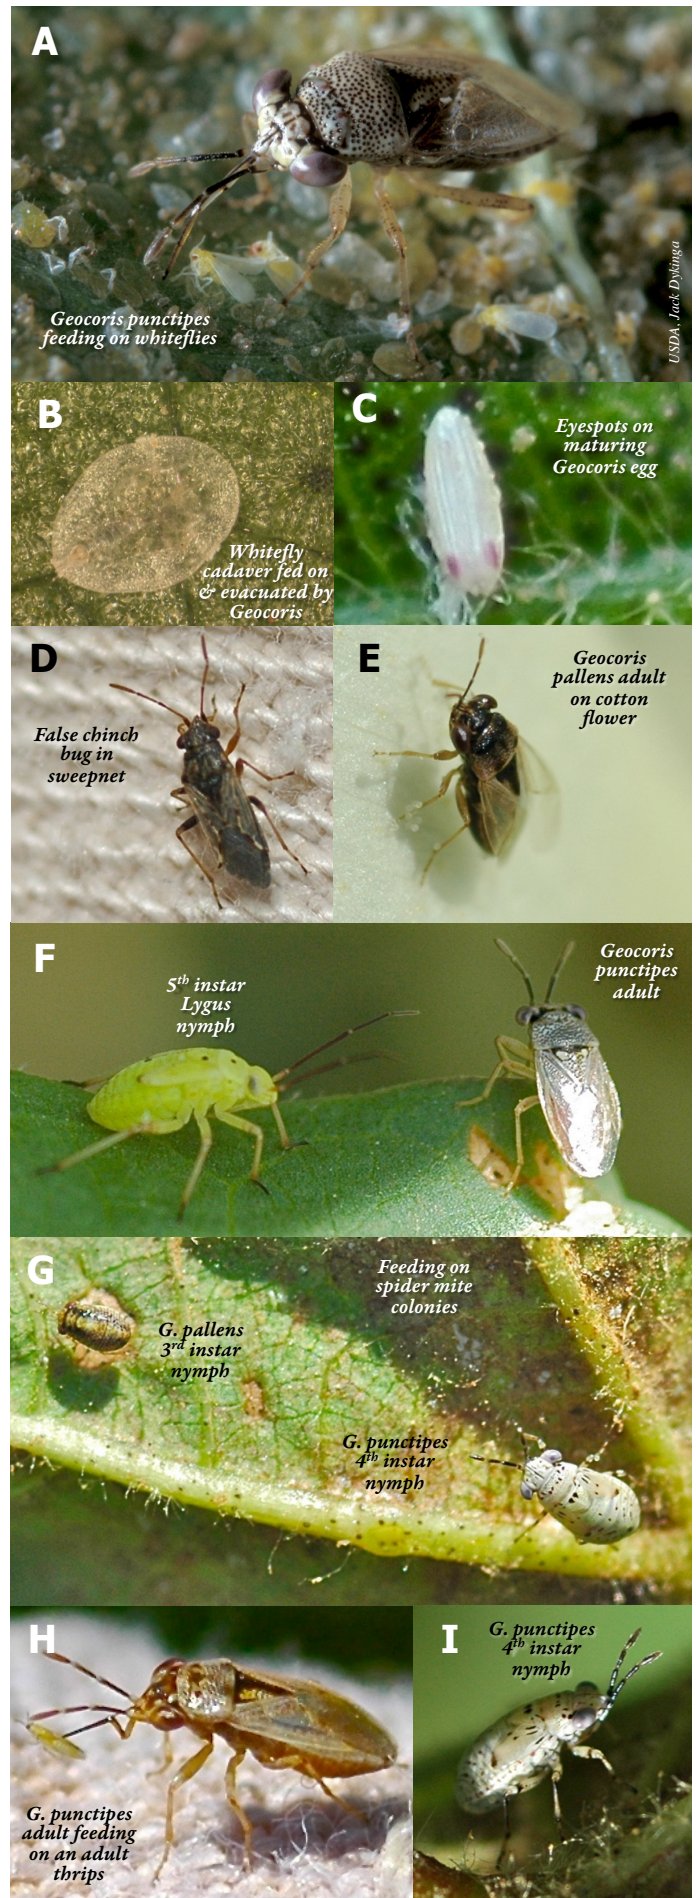 A
Geocoris punctipes
feeding on whiteflies
USDA, Jack Dykinga
B
Whitefly
cadaver fed on
& evacuated by
Geocoris
C
Eyespots on
maturing
Geocoris egg
D
False chinch
bug in
sweepnet
E
Geocoris
pallens adult
on cotton
flower
F
5th instar
Lygus
nymph
Geocoris
punctipes
adult
G
Feeding on
spider mite
colonies
G. pallens
3rd instar
nymph
G. punctipes
4th instar
nymph
H
G. punctipes
adult feeding
on an adult
thrips
I
G. punctipes
4th instar
nymph